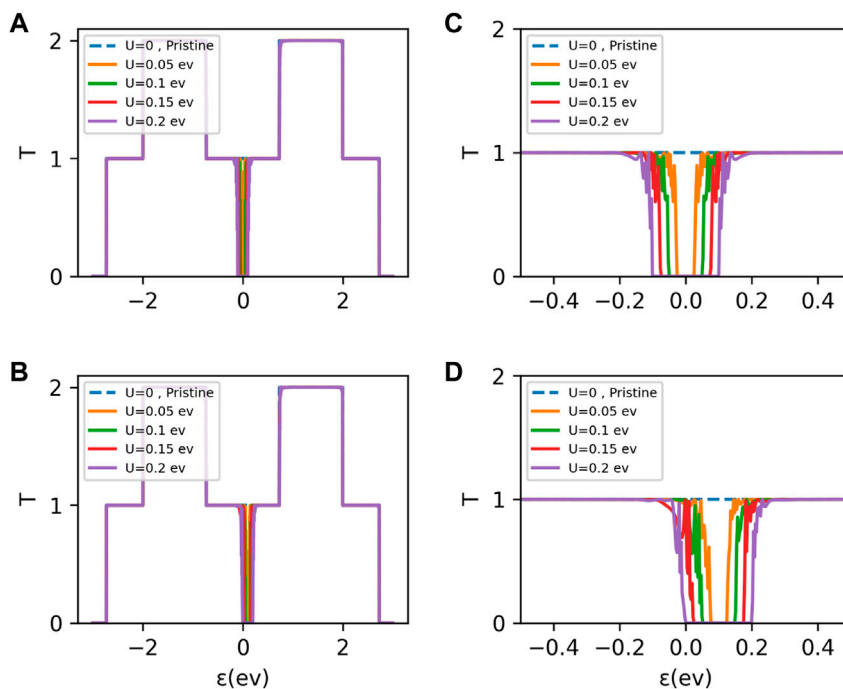 A
2
U=0 , Pristine
U=0.05 ev
U=0.1 ev
U=0.15 ev
U=0.2 ev
T
1
0
−2
0
2
C
2
U=0 , Pristine
U=0.05 ev
U=0.1 ev
U=0.15 ev
U=0.2 ev
T
1
0
−0.4
−0.2
0.0
0.2
0.4
B
2
U=0 , Pristine
U=0.05 ev
U=0.1 ev
U=0.15 ev
U=0.2 ev
T
1
0
−2
0
2
ε(ev)
D
2
U=0 , Pristine
U=0.05 ev
U=0.1 ev
U=0.15 ev
U=0.2 ev
T
1
0
−0.4
−0.2
0.0
0.2
0.4
ε(ev)